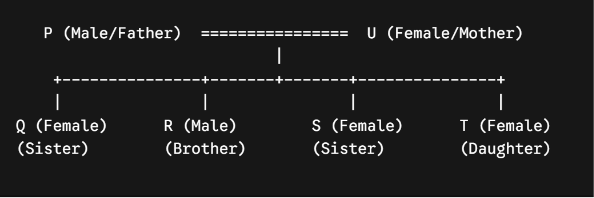 P (Male/Father) ================ U (Female/Mother)
|
+---------------+-------+-------+---------------+
| | | |
Q (Female) R (Male) S (Female) T (Female)
(Sister) (Brother) (Sister) (Daughter)